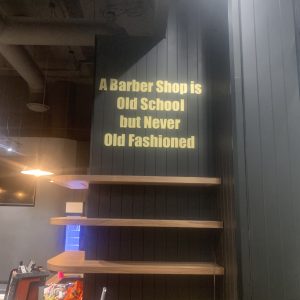 A Barber Shop is
Old School
but Never
Old Fashioned